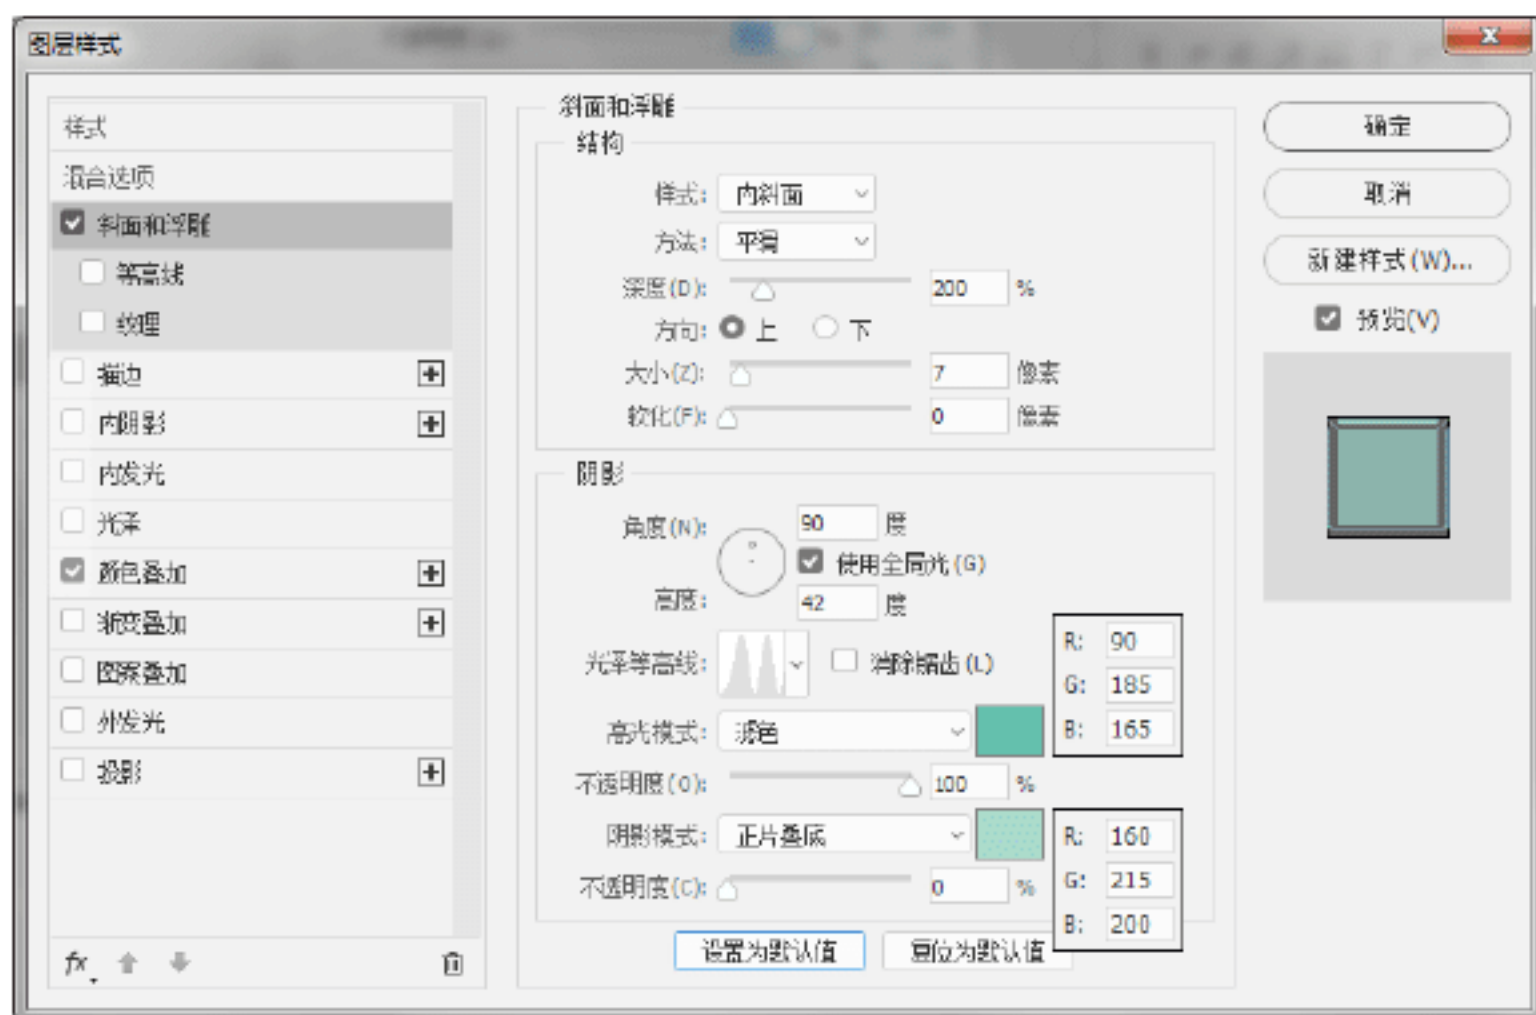 图层样式
样式
混合选项
斜面和浮雕
等高线
纹理
描边
内阴影
内发光
光泽
颜色叠加
渐变叠加
图案叠加
外发光
投影
fx
斜面和浮雕
结构
样式: 内斜面
方法: 平滑
深度(D): 200 %
方向: 上 下
大小(Z): 7 像素
软化(F): 0 像素
阴影
角度(N): 90 度
使用全局光(G)
高度: 42 度
光泽等高线: 消除锯齿(L)
高光模式: 滤色
不透明度(O): 100 %
阴影模式: 正片叠底
不透明度(C): 0 %
设置为默认值 复位为默认值
R: 90
G: 185
B: 165
R: 160
G: 215
B: 200
确定
取消
新建样式(W)...
预览(V)